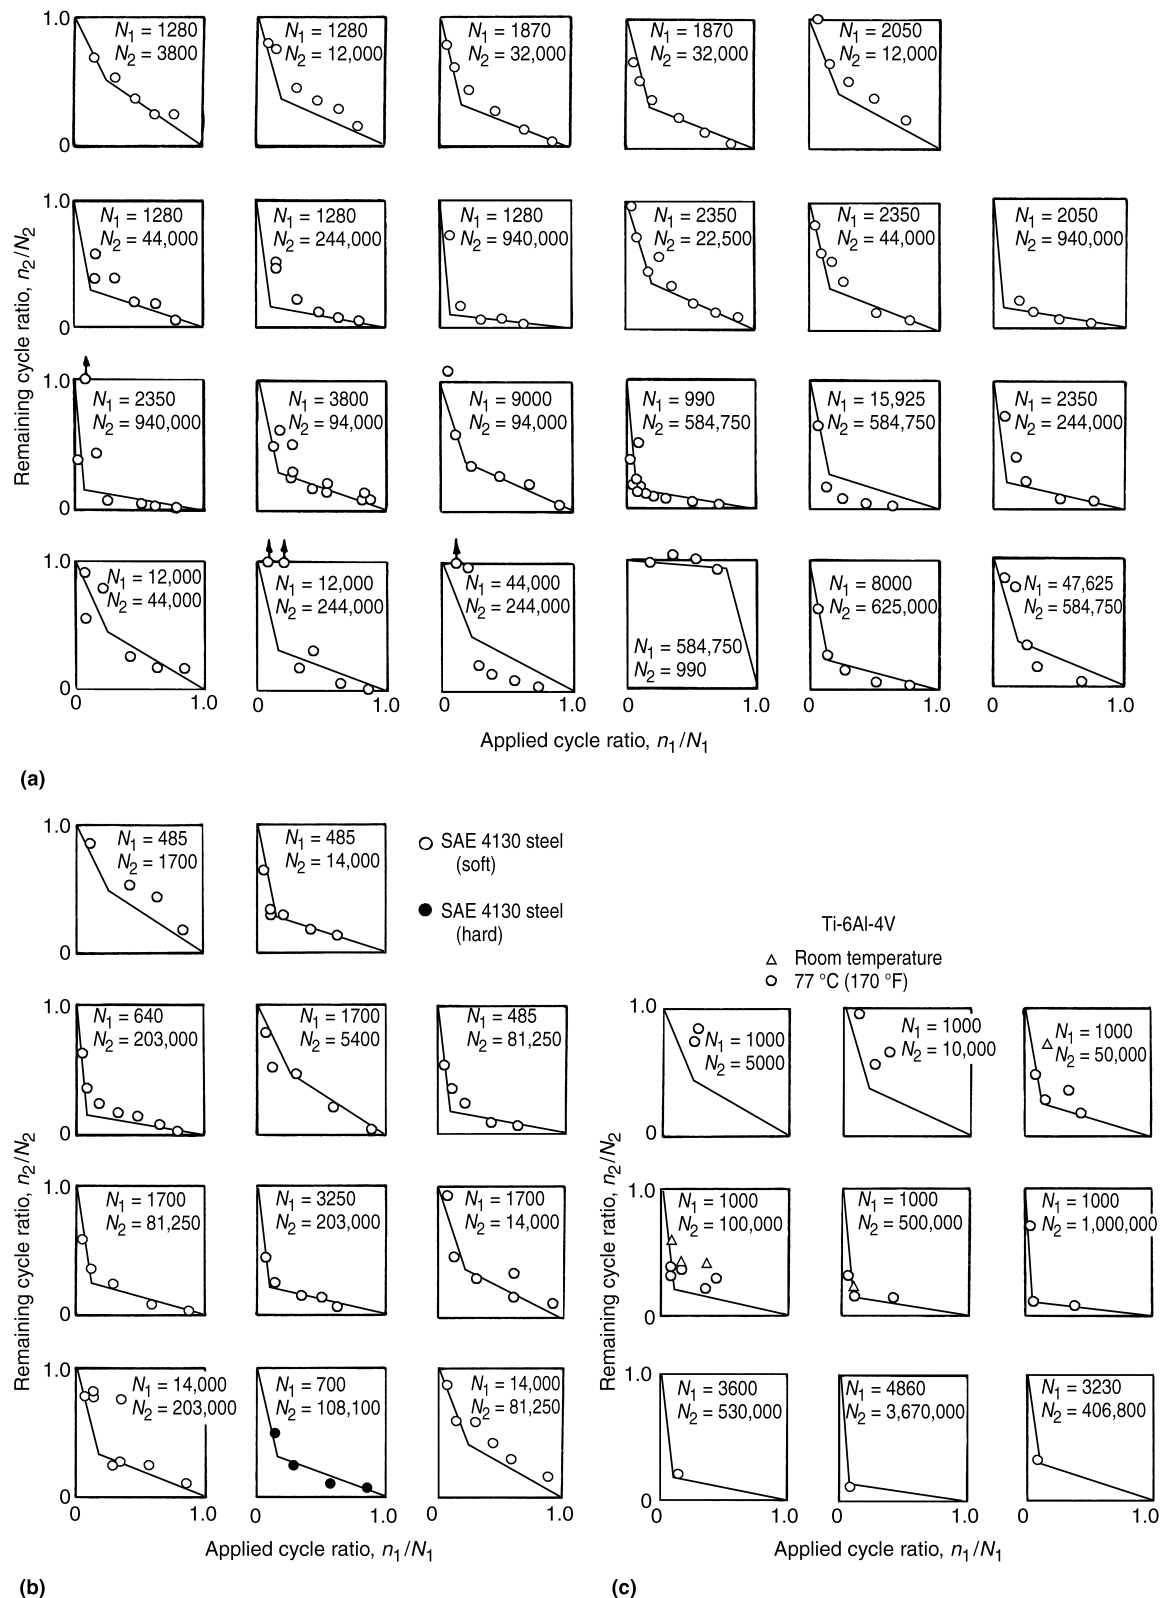 1.0
N1 = 1280
N2 = 3800
0
N1 = 1280
N2 = 12,000
N1 = 1870
N2 = 32,000
N1 = 1870
N2 = 32,000
N1 = 2050
N2 = 12,000
Remaining cycle ratio, n2/N2
1.0
N1 = 1280
N2 = 44,000
0
N1 = 1280
N2 = 244,000
N1 = 1280
N2 = 940,000
N1 = 2350
N2 = 22,500
N1 = 2350
N2 = 44,000
N1 = 2050
N2 = 940,000
1.0
N1 = 2350
N2 = 940,000
0
N1 = 3800
N2 = 94,000
N1 = 9000
N2 = 94,000
N1 = 990
N2 = 584,750
N1 = 15,925
N2 = 584,750
N1 = 2350
N2 = 244,000
1.0
N1 = 12,000
N2 = 44,000
0
N1 = 12,000
N2 = 244,000
N1 = 44,000
N2 = 244,000
N1 = 584,750
N2 = 990
N1 = 8000
N2 = 625,000
N1 = 47,625
N2 = 584,750
0 1.0 0 1.0 0 1.0 0 1.0 0 1.0 0 1.0
Applied cycle ratio, n1/N1
(a)
1.0
N1 = 485
N2 = 1700
0
N1 = 485
N2 = 14,000
SAE 4130 steel
(soft)
SAE 4130 steel
(hard)
Remaining cycle ratio, n2/N2
1.0
N1 = 640
N2 = 203,000
0
N1 = 1700
N2 = 5400
N1 = 485
N2 = 81,250
1.0
N1 = 1700
N2 = 81,250
0
N1 = 3250
N2 = 203,000
N1 = 1700
N2 = 14,000
1.0
N1 = 14,000
N2 = 203,000
0
N1 = 700
N2 = 108,100
N1 = 14,000
N2 = 81,250
0 1.0 0 1.0 0 1.0
Applied cycle ratio, n1/N1
(b)
Ti-6Al-4V
Room temperature
77 °C (170 °F)
Remaining cycle ratio, n2/N2
1.0
N1 = 1000
N2 = 5000
0
N1 = 1000
N2 = 10,000
N1 = 1000
N2 = 50,000
1.0
N1 = 1000
N2 = 100,000
0
N1 = 1000
N2 = 500,000
N1 = 1000
N2 = 1,000,000
1.0
N1 = 3600
N2 = 530,000
0
N1 = 4860
N2 = 3,670,000
N1 = 3230
N2 = 406,800
0 1.0 0 1.0 0 1.0
Applied cycle ratio, n1/N1
(c)